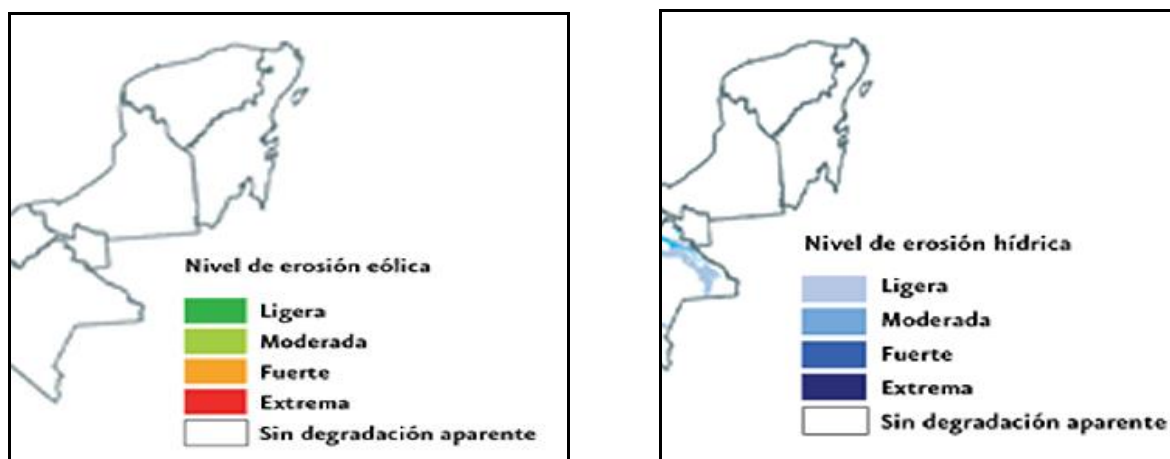 Nivel de erosión eólica
Ligera
Moderada
Fuerte
Extrema
Sin degradación aparente
Nivel de erosión hídrica
Ligera
Moderada
Fuerte
Extrema
Sin degradación aparente